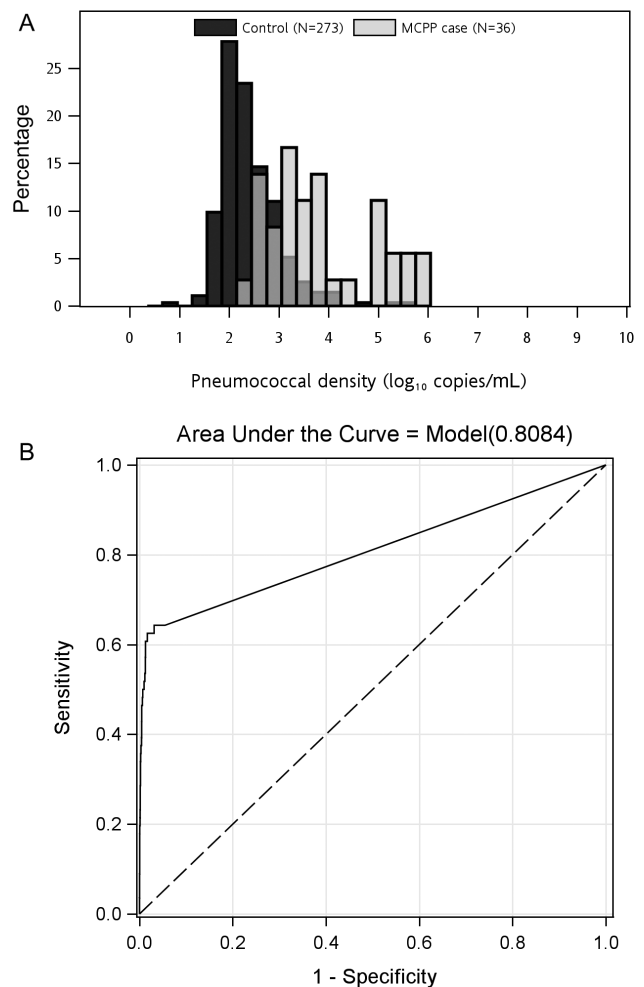 A
Control (N=273) MCPP case (N=36)
Percentage
25
20
15
10
5
0
0 1 2 3 4 5 6 7 8 9 10
Pneumococcal density (log₁₀ copies/mL)
B
Area Under the Curve = Model(0.8084)
Sensitivity
1.0
0.8
0.6
0.4
0.2
0.0
0.0 0.2 0.4 0.6 0.8 1.0
1 - Specificity